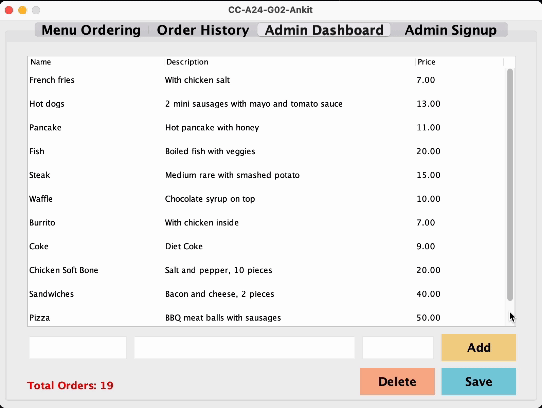 CC-A24-G02-Ankit
Menu Ordering Order History Admin Dashboard Admin Signup
Name Description Price
French fries With chicken salt 7.00
Hot dogs 2 mini sausages with mayo and tomato sauce 13.00
Pancake Hot pancake with honey 11.00
Fish Boiled fish with veggies 20.00
Steak Medium rare with smashed potato 15.00
Waffle Chocolate syrup on top 10.00
Burrito With chicken inside 7.00
Coke Diet Coke 9.00
Chicken Soft Bone Salt and pepper, 10 pieces 20.00
Sandwiches Bacon and cheese, 2 pieces 40.00
Pizza BBQ meat balls with sausages 50.00
Add
Total Orders: 19 Delete Save